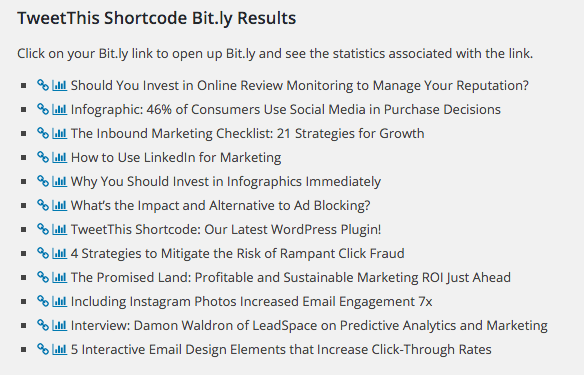 TweetThis Shortcode Bit.ly Results
Click on your Bit.ly link to open up Bit.ly and see the statistics associated with the link.
Should You Invest in Online Review Monitoring to Manage Your Reputation?
Infographic: 46% of Consumers Use Social Media in Purchase Decisions
The Inbound Marketing Checklist: 21 Strategies for Growth
How to Use LinkedIn for Marketing
Why You Should Invest in Infographics Immediately
What's the Impact and Alternative to Ad Blocking?
TweetThis Shortcode: Our Latest WordPress Plugin!
4 Strategies to Mitigate the Risk of Rampant Click Fraud
The Promised Land: Profitable and Sustainable Marketing ROI Just Ahead
Including Instagram Photos Increased Email Engagement 7x
Interview: Damon Waldron of LeadSpace on Predictive Analytics and Marketing
5 Interactive Email Design Elements that Increase Click-Through Rates